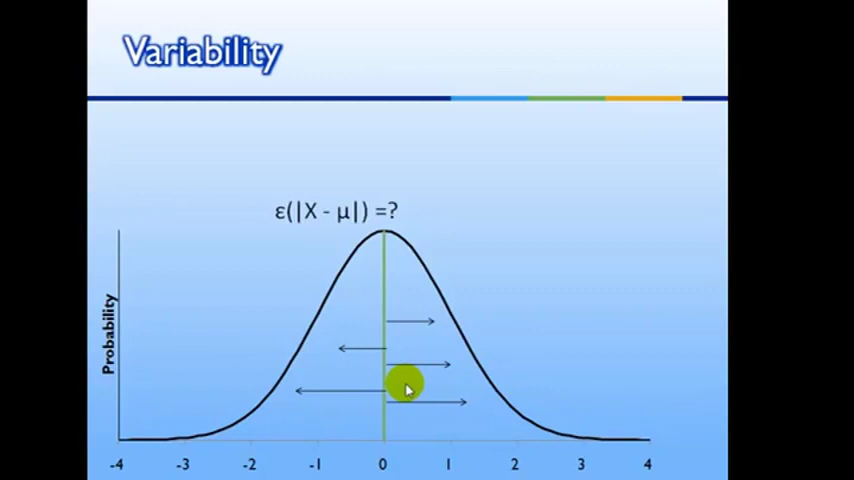 Variability
ε(|X - μ|) =?
Probability
-4 -3 -2 -1 0 1 2 3 4